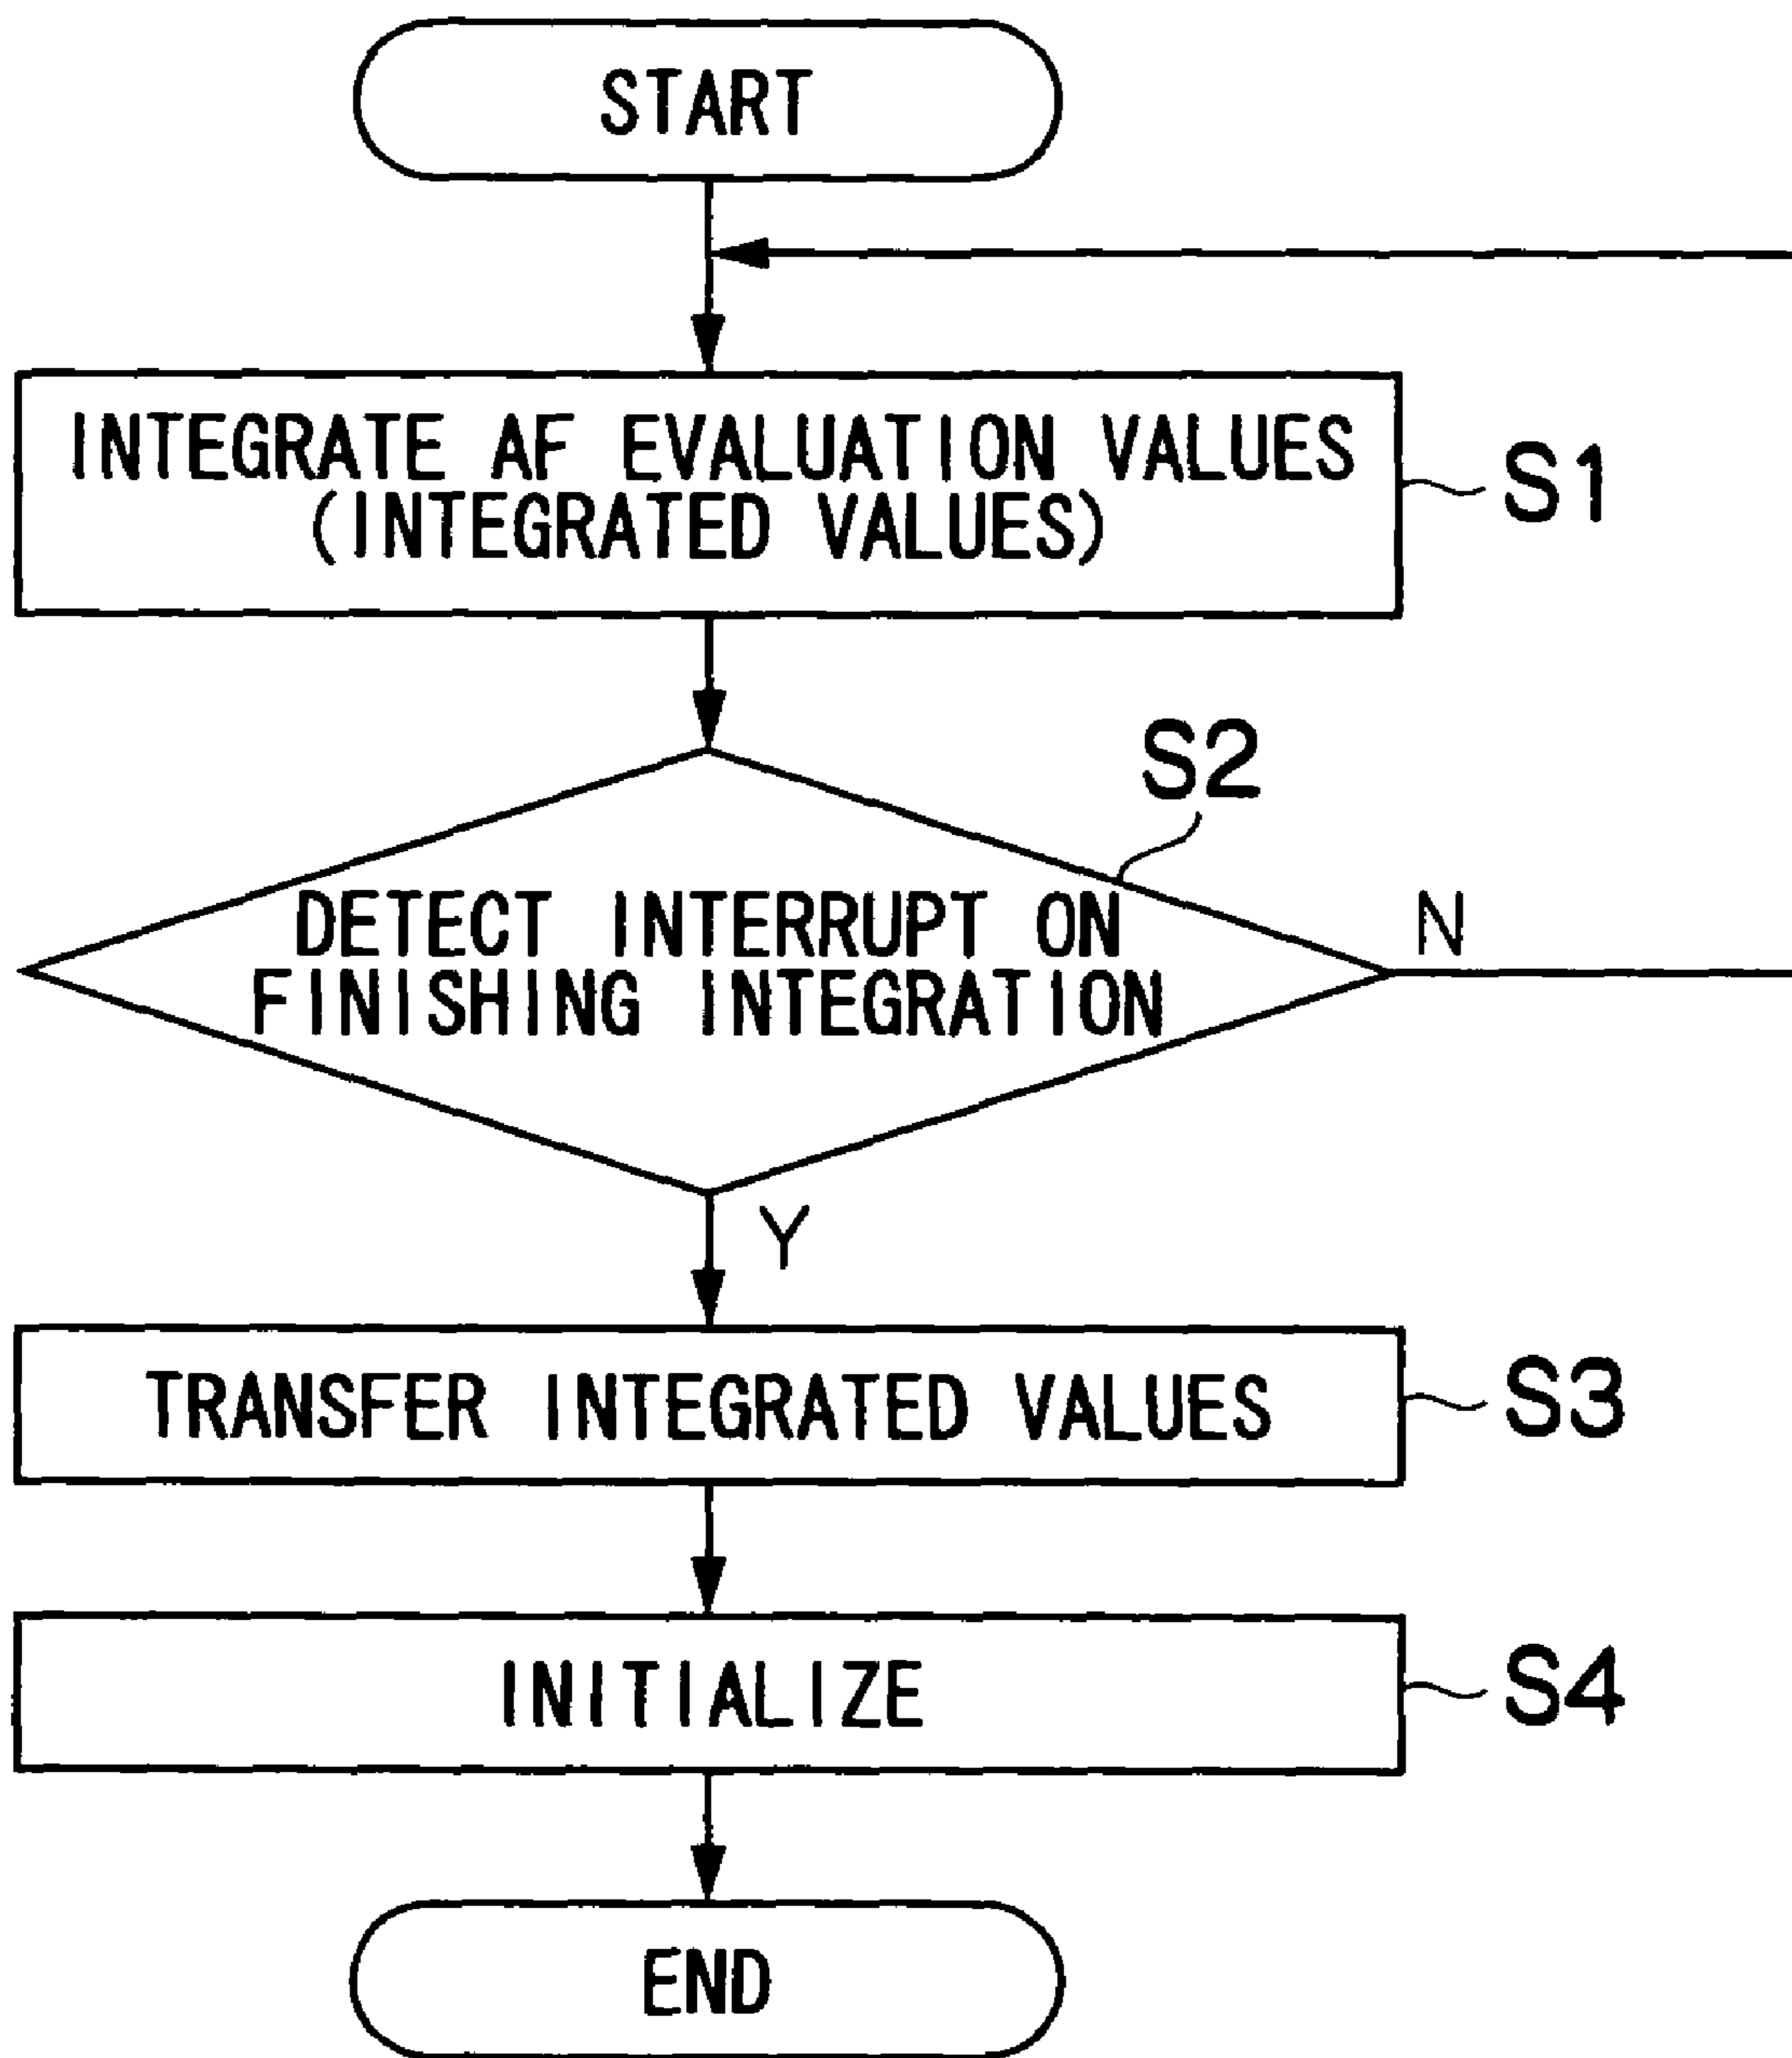 START
INTEGRATE AF EVALUATION VALUES
(INTEGRATED VALUES)
S1
S2
DETECT INTERRUPT ON
FINISHING INTEGRATION
N
Y
TRANSFER INTEGRATED VALUES
S3
INITIALIZE
S4
END